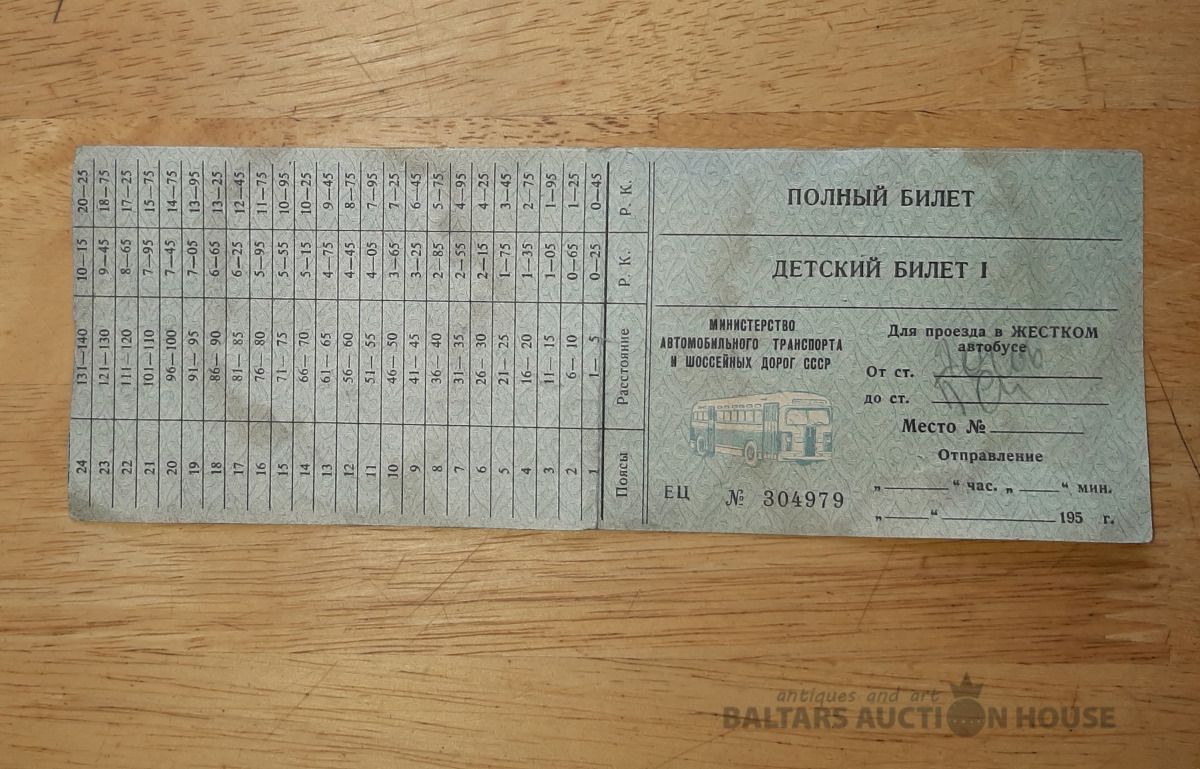 24 131—140 10—15 20—25
23 121—130 9—45 18—75
22 111—120 8—65 17—25
21 101—110 7—95 15—75
20 96—100 7—45 14—75
19 91— 95 7—05 13—95
18 86— 90 6—65 13—25
17 81— 85 6—25 12—45
16 76— 80 5—95 11—75
15 71— 75 5—55 10—95
14 66— 70 5—15 10—25
13 61— 65 4—75 9—45
12 56— 60 4—45 8—75
11 51— 55 4—05 7—95
10 46— 50 3—65 7—25
9 41— 45 3—25 6—45
8 36— 40 2—85 5—75
7 31— 35 2—55 4—95
6 26— 30 2—15 4—25
5 21— 25 1—75 3—45
4 16— 20 1—35 2—75
3 11— 15 1—05 1—95
2 6— 10 0—65 1—25
1 1— 5 0—25 0—45
Поясы Расстояние Р. К. Р. К.
ПОЛНЫЙ БИЛЕТ
ДЕТСКИЙ БИЛЕТ I
МИНИСТЕРСТВО
АВТОМОБИЛЬНОГО ТРАНСПОРТА
И ШОССЕЙНЫХ ДОРОГ СССР
ЕЦ № 304979
Для проезда в ЖЕСТКОМ
автобусе
От ст.
до ст.
Место №
Отправление
„ “ час. „ “ мин.
„ “ 195 г.
antiques and art
BALTARS AUCTION HOUSE